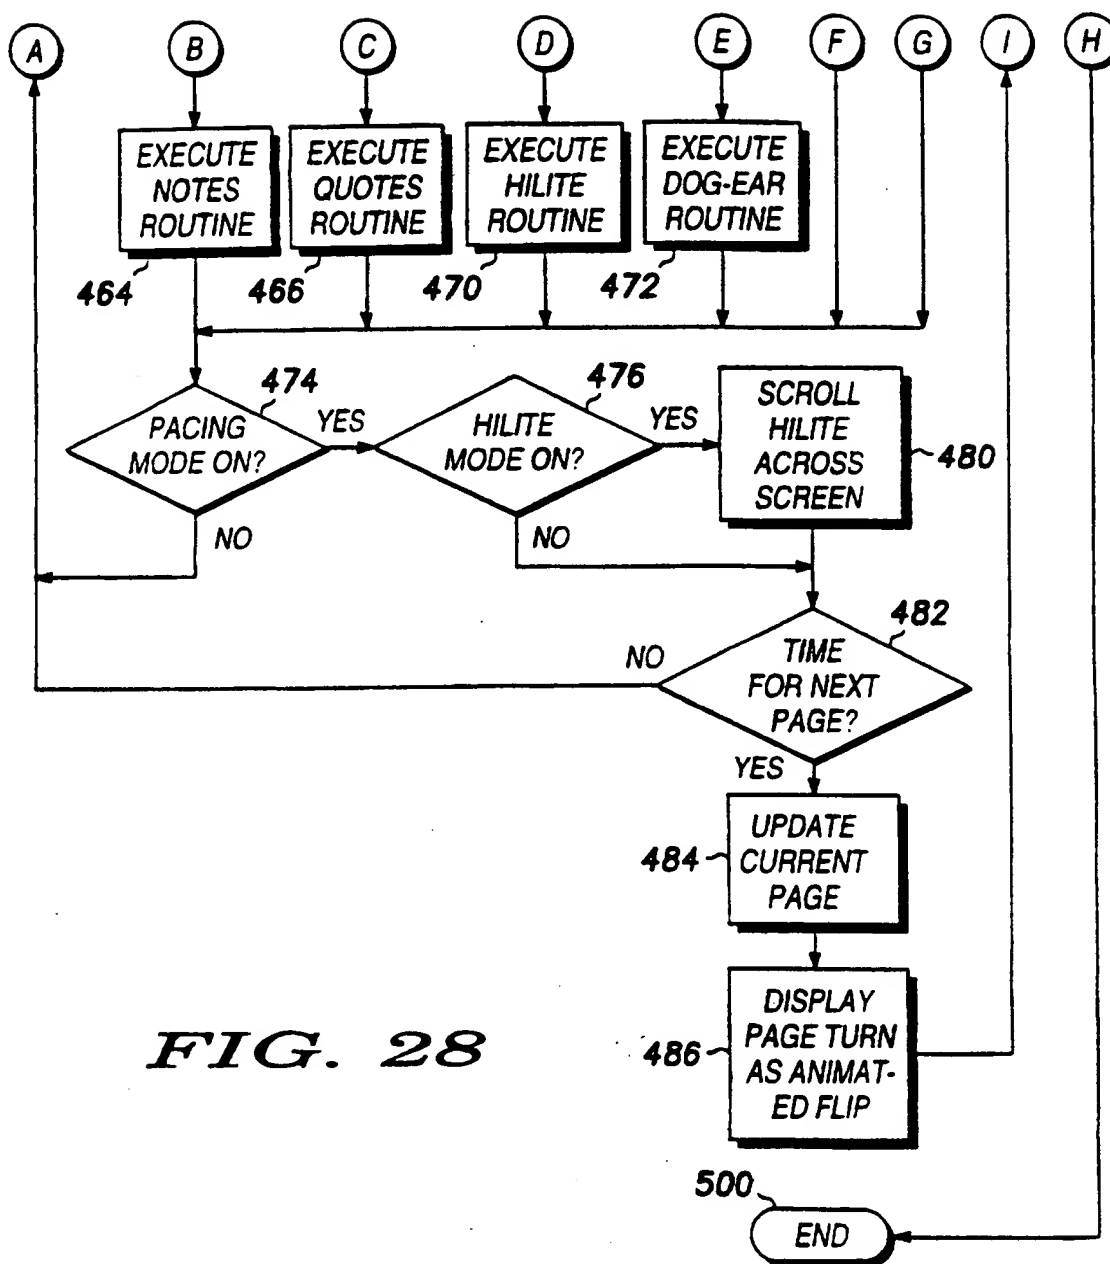 A B C D E F G I H
EXECUTE
NOTES
ROUTINE
464
EXECUTE
QUOTES
ROUTINE
466
EXECUTE
HILITE
ROUTINE
470
EXECUTE
DOG-EAR
ROUTINE
472
PACING
MODE ON?
474
YES
NO
HILITE
MODE ON?
476
YES
NO
SCROLL
HILITE
ACROSS
SCREEN
480
TIME
FOR NEXT
PAGE?
482
NO
YES
UPDATE
CURRENT
PAGE
484
DISPLAY
PAGE TURN
AS ANIMAT-
ED FLIP
486
FIG. 28
500
END